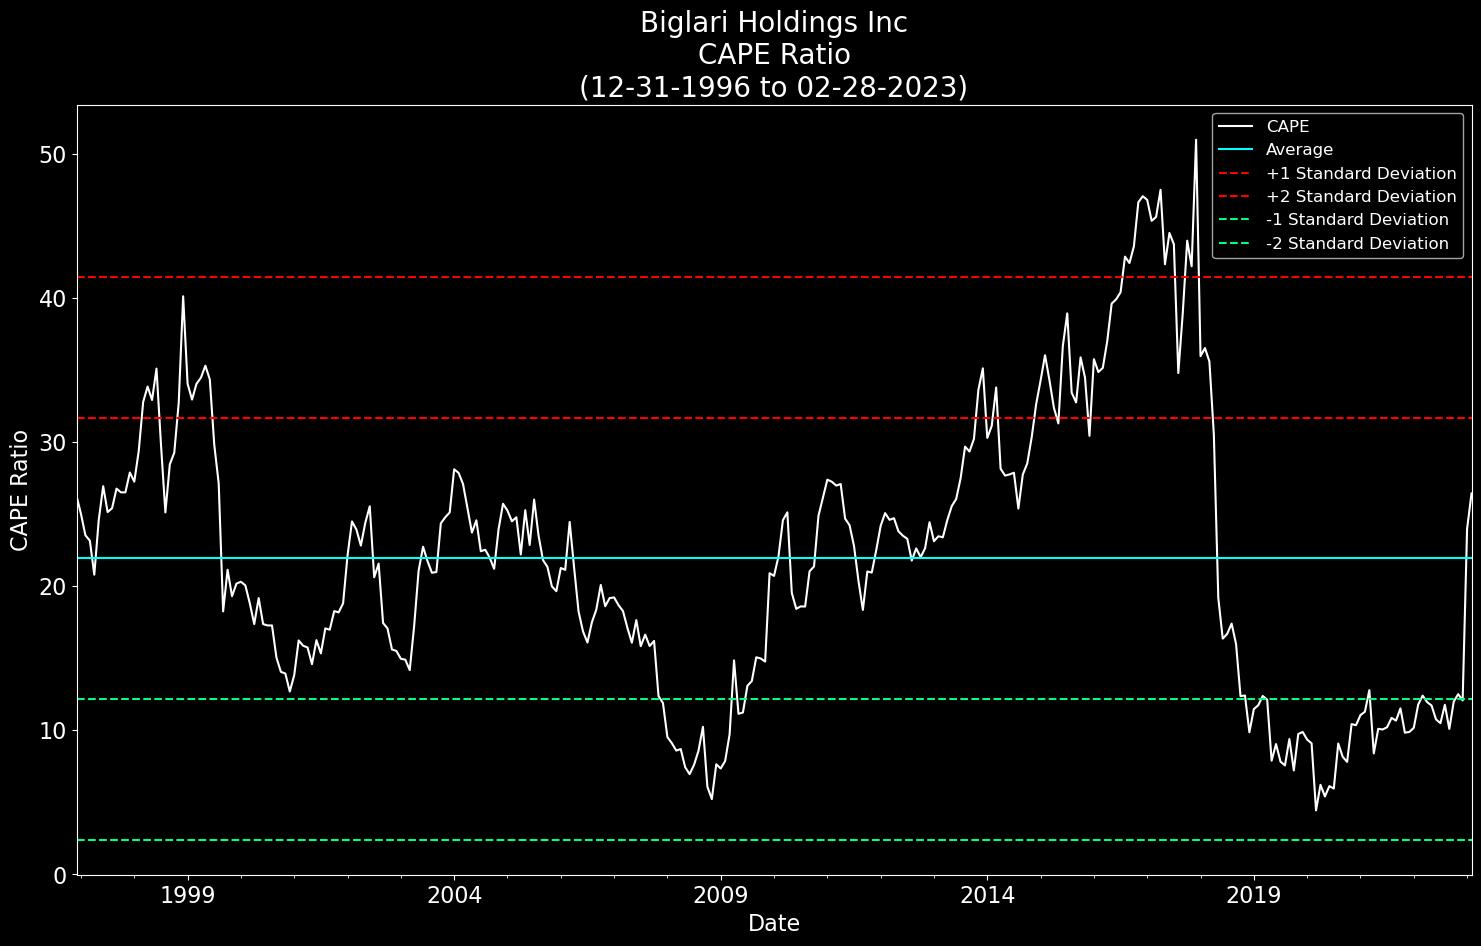 Biglari Holdings Inc
CAPE Ratio
(12-31-1996 to 02-28-2023)
CAPE
Average
+1 Standard Deviation
+2 Standard Deviation
-1 Standard Deviation
-2 Standard Deviation
50
40
30
20
10
0
CAPE Ratio
1999 2004 2009 2014 2019
Date